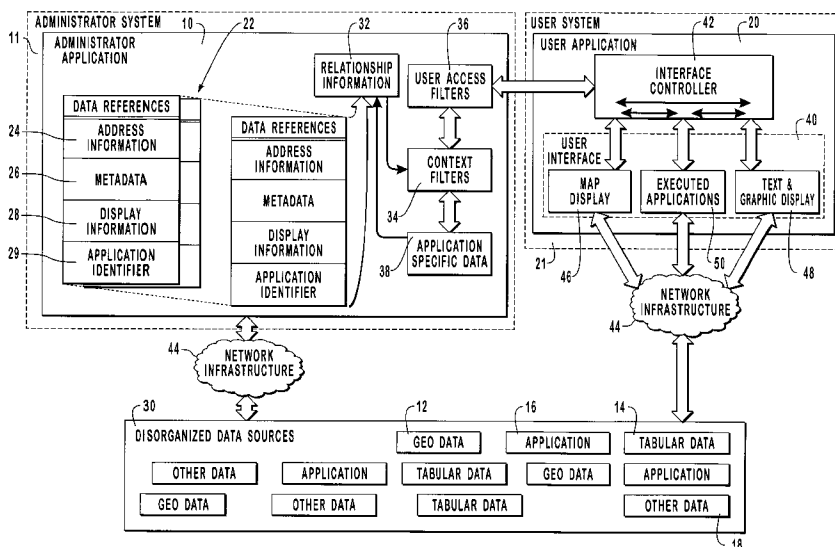 ADMINISTRATOR SYSTEM
11
10
22
32
36
ADMINISTRATOR
APPLICATION
RELATIONSHIP
INFORMATION
USER ACCESS
FILTERS
DATA REFERENCES
24
ADDRESS
INFORMATION
26
METADATA
28
DISPLAY
INFORMATION
29
APPLICATION
IDENTIFIER
DATA REFERENCES
ADDRESS
INFORMATION
METADATA
DISPLAY
INFORMATION
APPLICATION
IDENTIFIER
CONTEXT
FILTERS
34
38
APPLICATION
SPECIFIC DATA
USER SYSTEM
42
20
USER APPLICATION
INTERFACE
CONTROLLER
40
USER
INTERFACE
MAP
DISPLAY
EXECUTED
APPLICATIONS
TEXT &
GRAPHIC DISPLAY
21
46
50
48
44
NETWORK
INFRASTRUCTURE
44
NETWORK
INFRASTRUCTURE
30
12
16
14
DISORGANIZED DATA SOURCES
GEO DATA
APPLICATION
TABULAR DATA
OTHER DATA
APPLICATION
TABULAR DATA
GEO DATA
APPLICATION
GEO DATA
OTHER DATA
TABULAR DATA
OTHER DATA
18